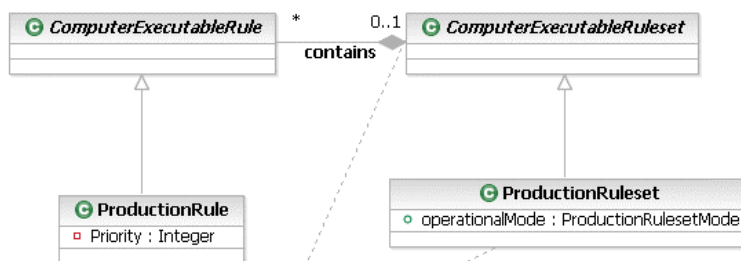 ComputerExecutableRule
* 0..1
ComputerExecutableRuleset
contains
ProductionRule
Priority : Integer
ProductionRuleset
operationalMode : ProductionRulesetMode